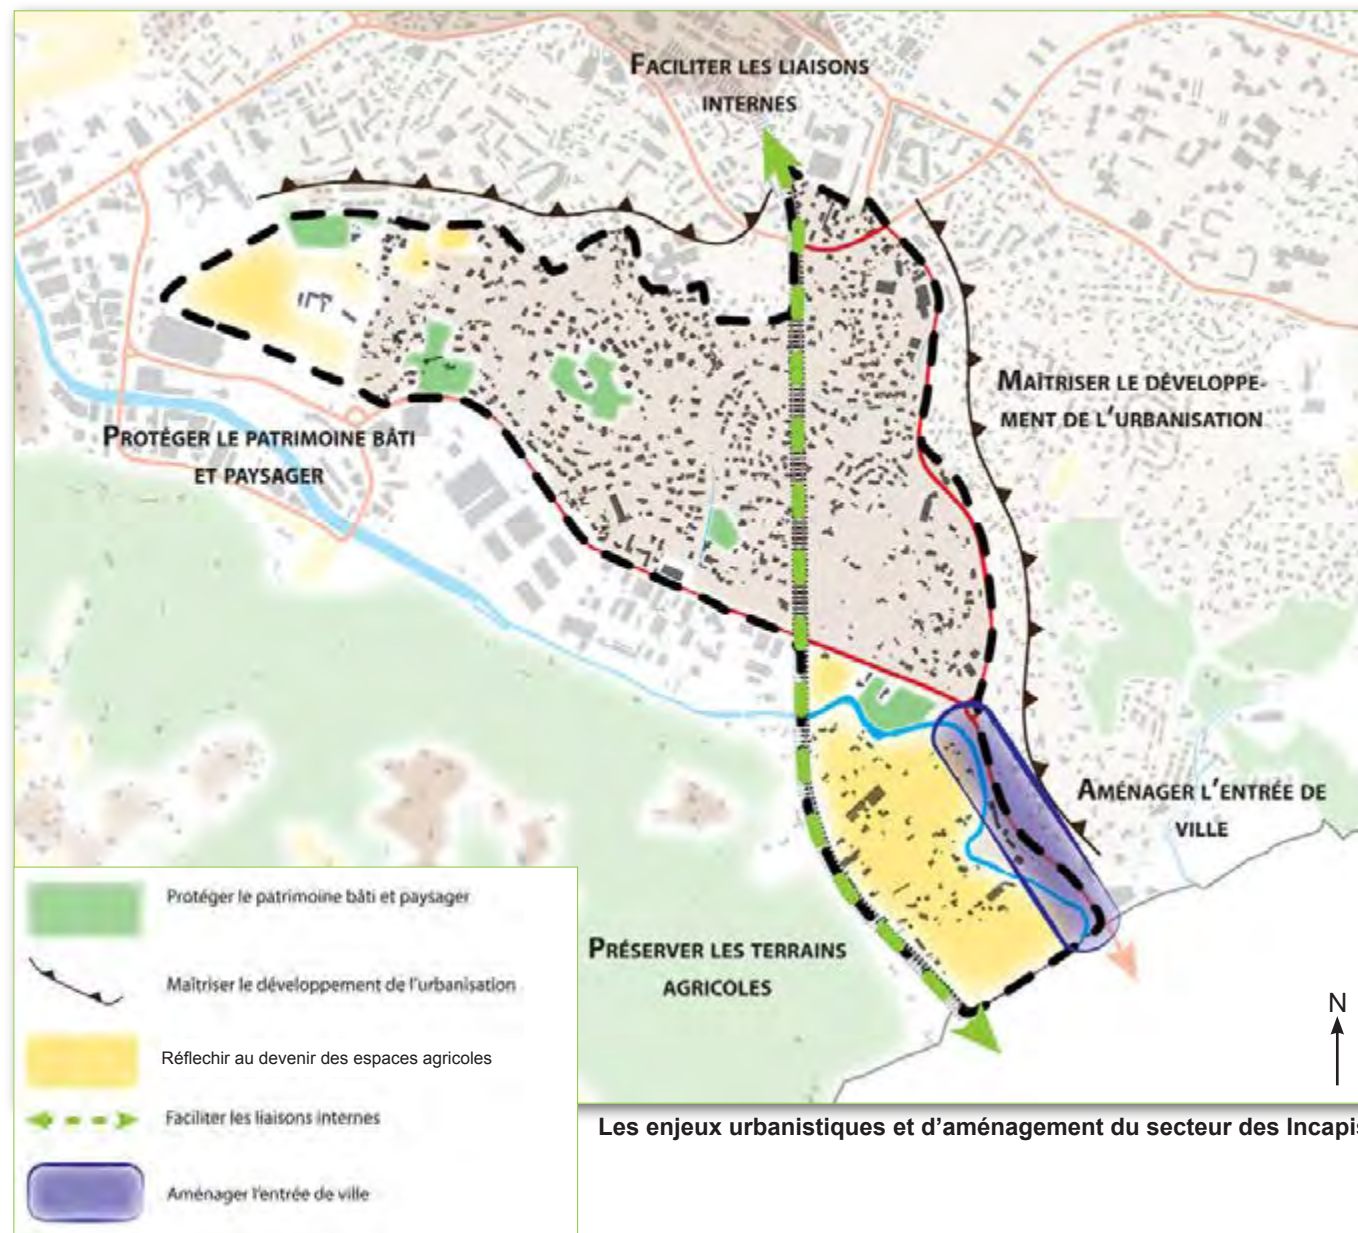 FACILITER LES LIAISONS
INTERNES
MAÎTRISER LE DÉVELOPPE-
MENT DE L'URBANISATION
PROTÉGER LE PATRIMOINE BÂTI
ET PAYSAGER
AMÉNAGER L'ENTRÉE DE
VILLE
PRÉSERVER LES TERRAINS
AGRICOLES
N
Protéger le patrimoine bâti et paysager
Maîtriser le développement de l'urbanisation
Réflechir au devenir des espaces agricoles
Faciliter les liaisons internes
Aménager l'entrée de ville
Les enjeux urbanistiques et d'aménagement du secteur des Incapis